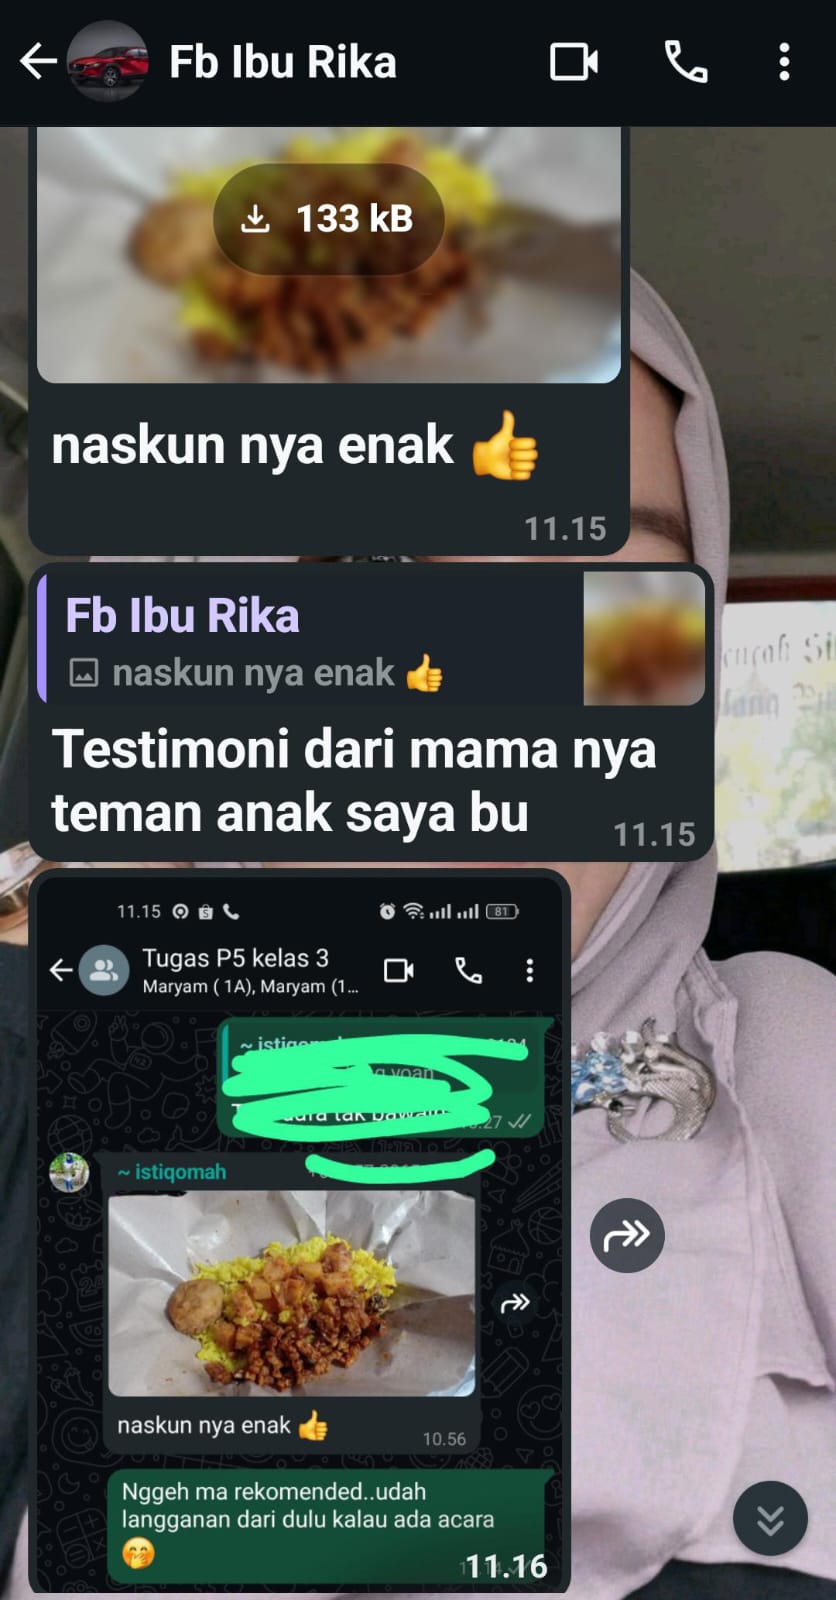 Fb Ibu Rika
133 kB
naskun nya enak 👍
11.15
Fb Ibu Rika
naskun nya enak 👍
Testimoni dari mama nya
teman anak saya bu
11.15
11.15
81
Tugas P5 kelas 3
Maryam ( 1A), Maryam (1...
~ istiqomah
naskun nya enak 👍
10.56
Nggeh ma rekomended..udah
langganan dari dulu kalau ada acara
🤭
11.16